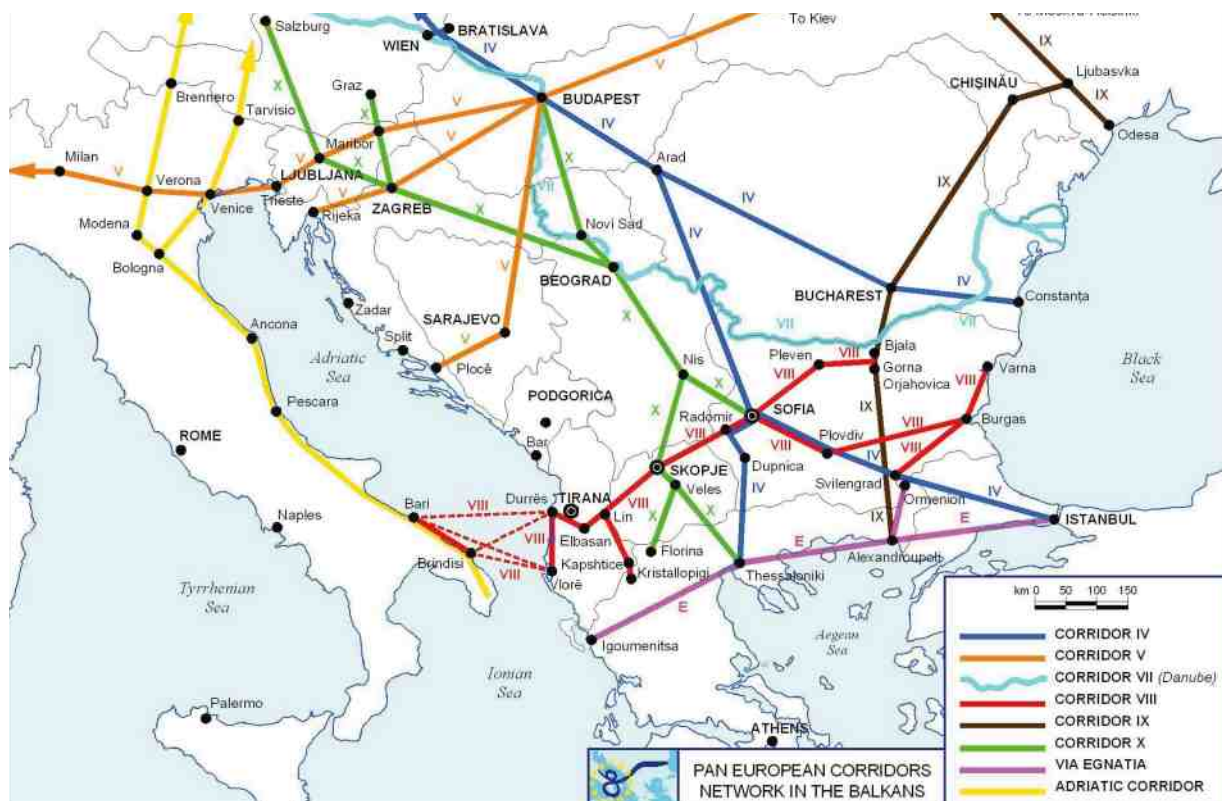 To Kiev
Salzburg
BRATISLAVA
WIEN
IV
IX
V
CHIŞINĂU
Ljubasvka
Brennero
Graz
X
BUDAPEST
IX
Tarvisio
X
V
IV
Odesa
Milan
V
Maribor
V
Arad
Verona
V
LJUBLJANA
X
X
IX
V
Venice
Trieste
V
VII
IV
Rijeka
ZAGREB
X
Modena
Novi Sad
IV
Bologna
V
BEOGRAD
BUCHAREST
IV
Constanţa
Zadar
SARAJEVO
X
VII
VII
Ancona
Split
V
Adriatic
Sea
Plocê
Nis
Pleven
VIII
Bjala
Gorna
Orjahovica
VIII
Varna
Black
Sea
VIII
X
PODGORICA
Radomir
SOFIA
IX
Pescara
X
VIII
VIII
Plovdiv
VIII
Burgas
ROME
Bar
SKOPJE
Dupnica
IV
VIII
Svilengrad
Veles
Ormenion
IV
Bari
VIII
Durrës
TIRANA
VIII
Lin
IV
ISTANBUL
Naples
VIII
Elbasan
X
X
IX
E
E
Florina
Alexandroupoli
Brindisi
VIII
Kapshtice
Kristallopigi
Thessaloniki
Vlorë
Tyrrhenian
Sea
E
km 0 50 100 150
Igoumenitsa
Aegean
Sea
Ionian
Sea
CORRIDOR IV
CORRIDOR V
CORRIDOR VII (Danube)
CORRIDOR VIII
CORRIDOR IX
CORRIDOR X
VIA EGNATIA
ADRIATIC CORRIDOR
Palermo
ATHENS
PAN EUROPEAN CORRIDORS
NETWORK IN THE BALKANS